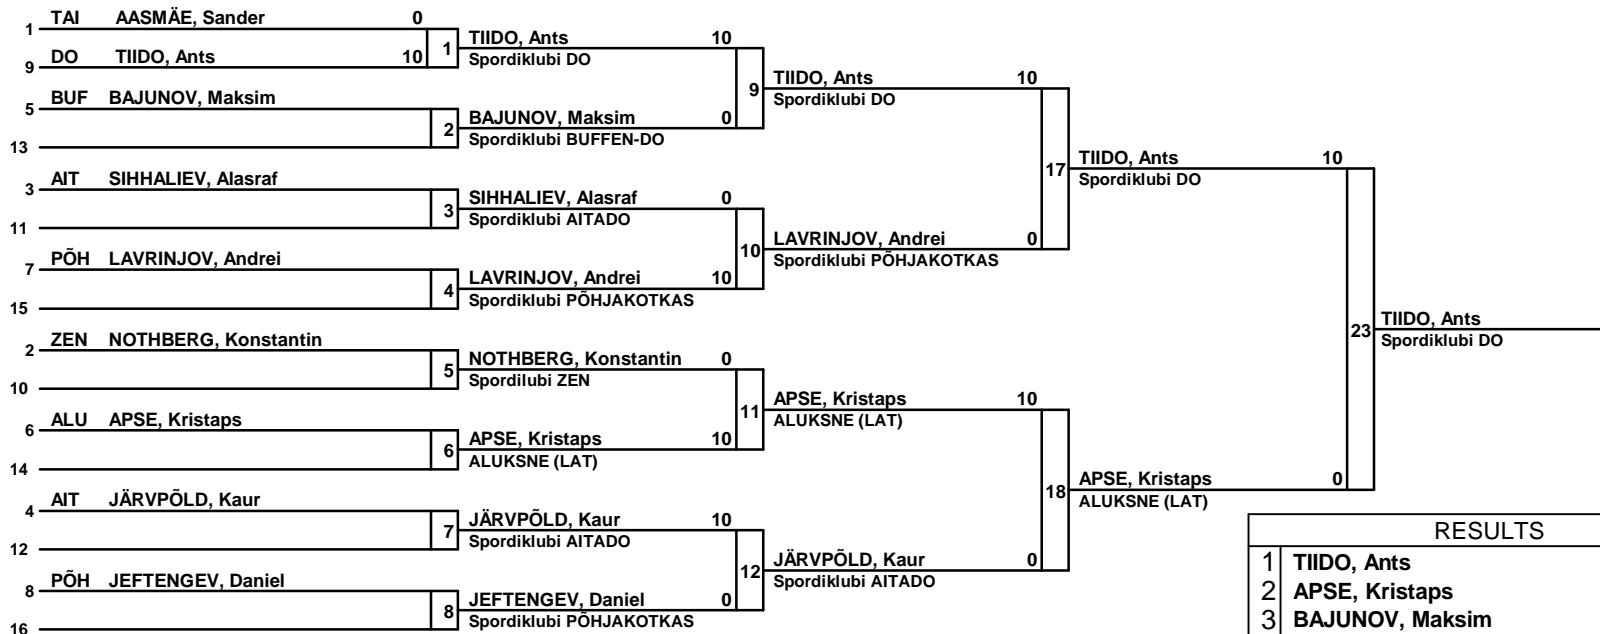 TAI AASMÄE, Sander 0
1
DO TIIDO, Ants 10
9
1
TIIDO, Ants 10
Spordiklubi DO
BUF BAJUNOV, Maksim
5
13
2
BAJUNOV, Maksim 0
Spordiklubi BUFFEN-DO
9
TIIDO, Ants 10
Spordiklubi DO
AIT SIHHALIEV, Alasraf
3
11
3
SIHHALIEV, Alasraf 0
Spordiklubi AITADO
PÕH LAVRINJOV, Andrei
7
15
4
LAVRINJOV, Andrei 10
Spordiklubi PÕHJAKOTKAS
10
LAVRINJOV, Andrei 0
Spordiklubi PÕHJAKOTKAS
17
TIIDO, Ants 10
Spordiklubi DO
ZEN NOTHBERG, Konstantin
2
10
5
NOTHBERG, Konstantin 0
Spordilubi ZEN
ALU APSE, Kristaps
6
14
6
APSE, Kristaps 10
ALUKSNE (LAT)
11
APSE, Kristaps 10
ALUKSNE (LAT)
AIT JÄRVPÕLD, Kaur
4
12
7
JÄRVPÕLD, Kaur 10
Spordiklubi AITADO
PÕH JEFTENGEV, Daniel
8
16
8
JEFTENGEV, Daniel 0
Spordiklubi PÕHJAKOTKAS
12
JÄRVPÕLD, Kaur 0
Spordiklubi AITADO
18
APSE, Kristaps 0
ALUKSNE (LAT)
23
TIIDO, Ants
Spordiklubi DO
RESULTS
1 TIIDO, Ants
2 APSE, Kristaps
3 BAJUNOV, Maksim